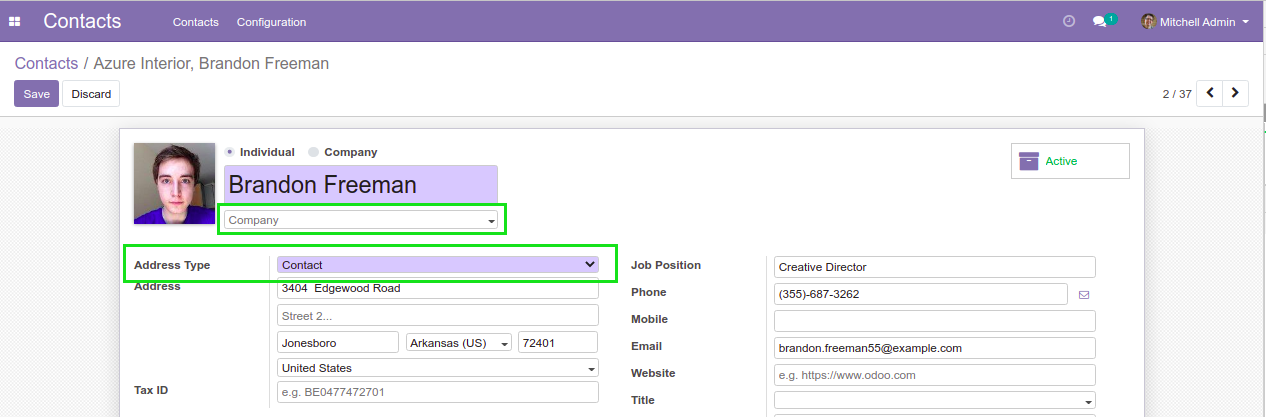 Contacts Contacts Configuration 1 Mitchell Admin
Contacts / Azure Interior, Brandon Freeman
Save Discard 2 / 37
Individual Company
Active
Brandon Freeman
Company
Address Type Contact
Job Position Creative Director
Address 3404  Edgewood Road
Phone (355)-687-3262
Street 2...
Mobile
Jonesboro Arkansas (US) 72401
Email brandon.freeman55@example.com
United States
Website e.g. https://www.odoo.com
Tax ID e.g. BE0477472701
Title